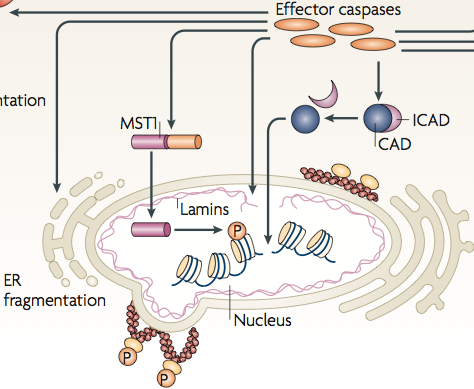 Effector caspases
ntation
MST1
ICAD
CAD
Lamins
P
ER
fragmentation
Nucleus
P
P